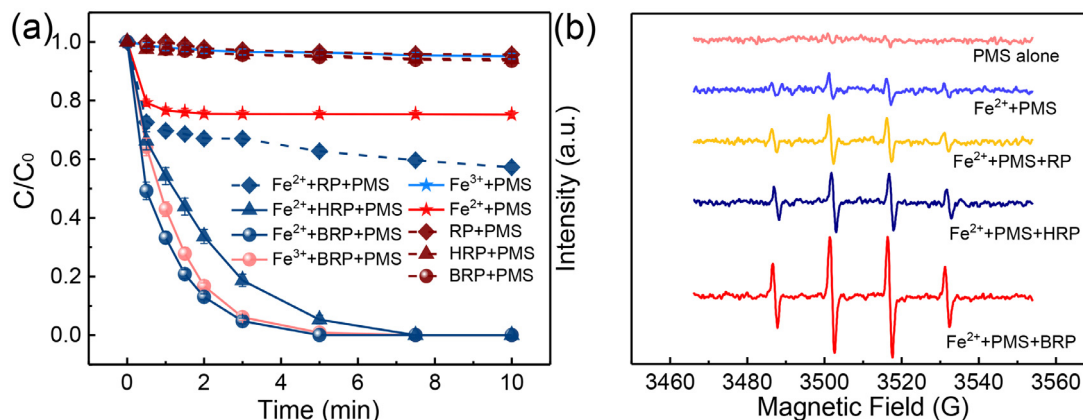 (a)
C/C₀
1.0
0.8
0.6
0.4
0.2
0.0
Fe²⁺+RP+PMS
Fe²⁺+HRP+PMS
Fe²⁺+BRP+PMS
Fe³⁺+BRP+PMS
Fe³⁺+PMS
Fe²⁺+PMS
RP+PMS
HRP+PMS
BRP+PMS
0 2 4 6 8 10
Time (min)
(b)
Intensity (a.u.)
PMS alone
Fe²⁺+PMS
Fe²⁺+PMS+RP
Fe²⁺+PMS+HRP
Fe²⁺+PMS+BRP
3460 3480 3500 3520 3540 3560
Magnetic Field (G)